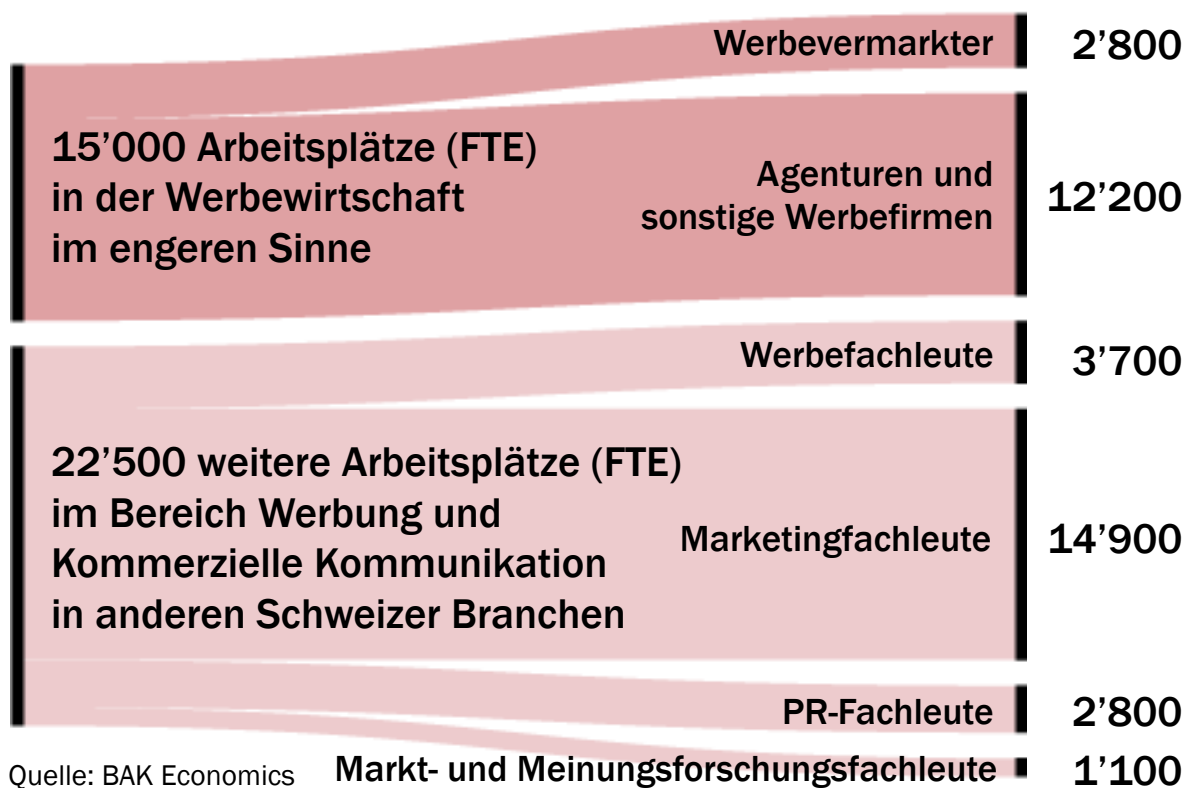 Werbevermarkter 2’800
15’000 Arbeitsplätze (FTE)
in der Werbewirtschaft
im engeren Sinne
Agenturen und
sonstige Werbefirmen
12’200
Werbefachleute 3’700
22’500 weitere Arbeitsplätze (FTE)
im Bereich Werbung und
Kommerzielle Kommunikation
in anderen Schweizer Branchen
Marketingfachleute 14’900
PR-Fachleute 2’800
Markt- und Meinungsforschungsfachleute 1’100
Quelle: BAK Economics